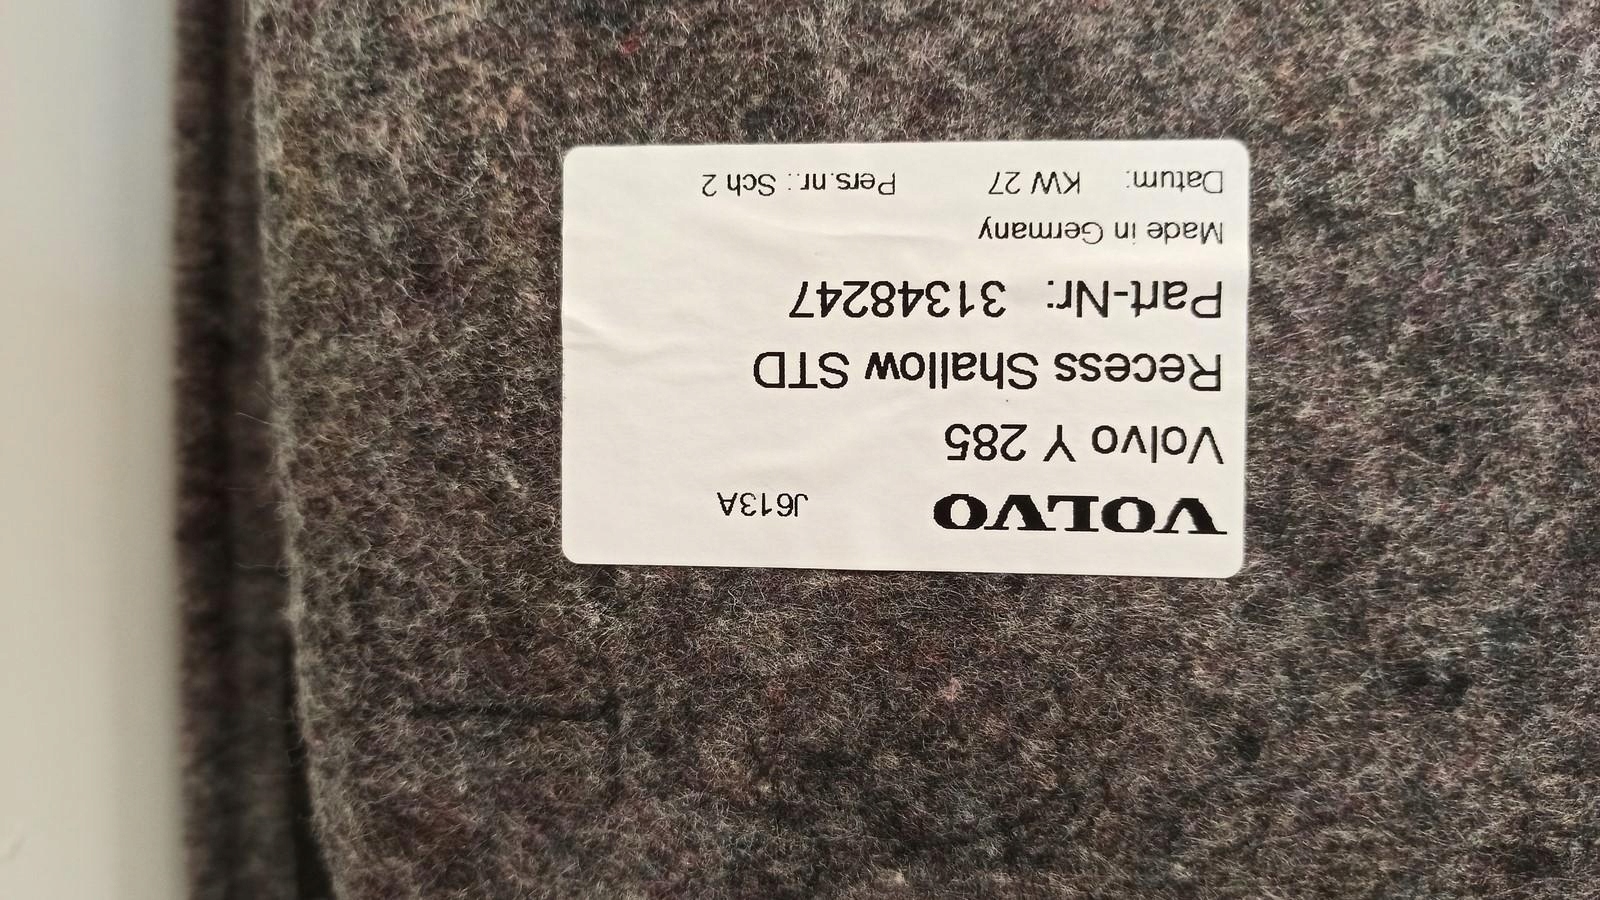 VOLVO J613A
Volvo Y 285
Recess Shallow STD
Part-Nr: 31348247
Made in Germany
Datum: KW 27 Pers.nr.: Sch 2